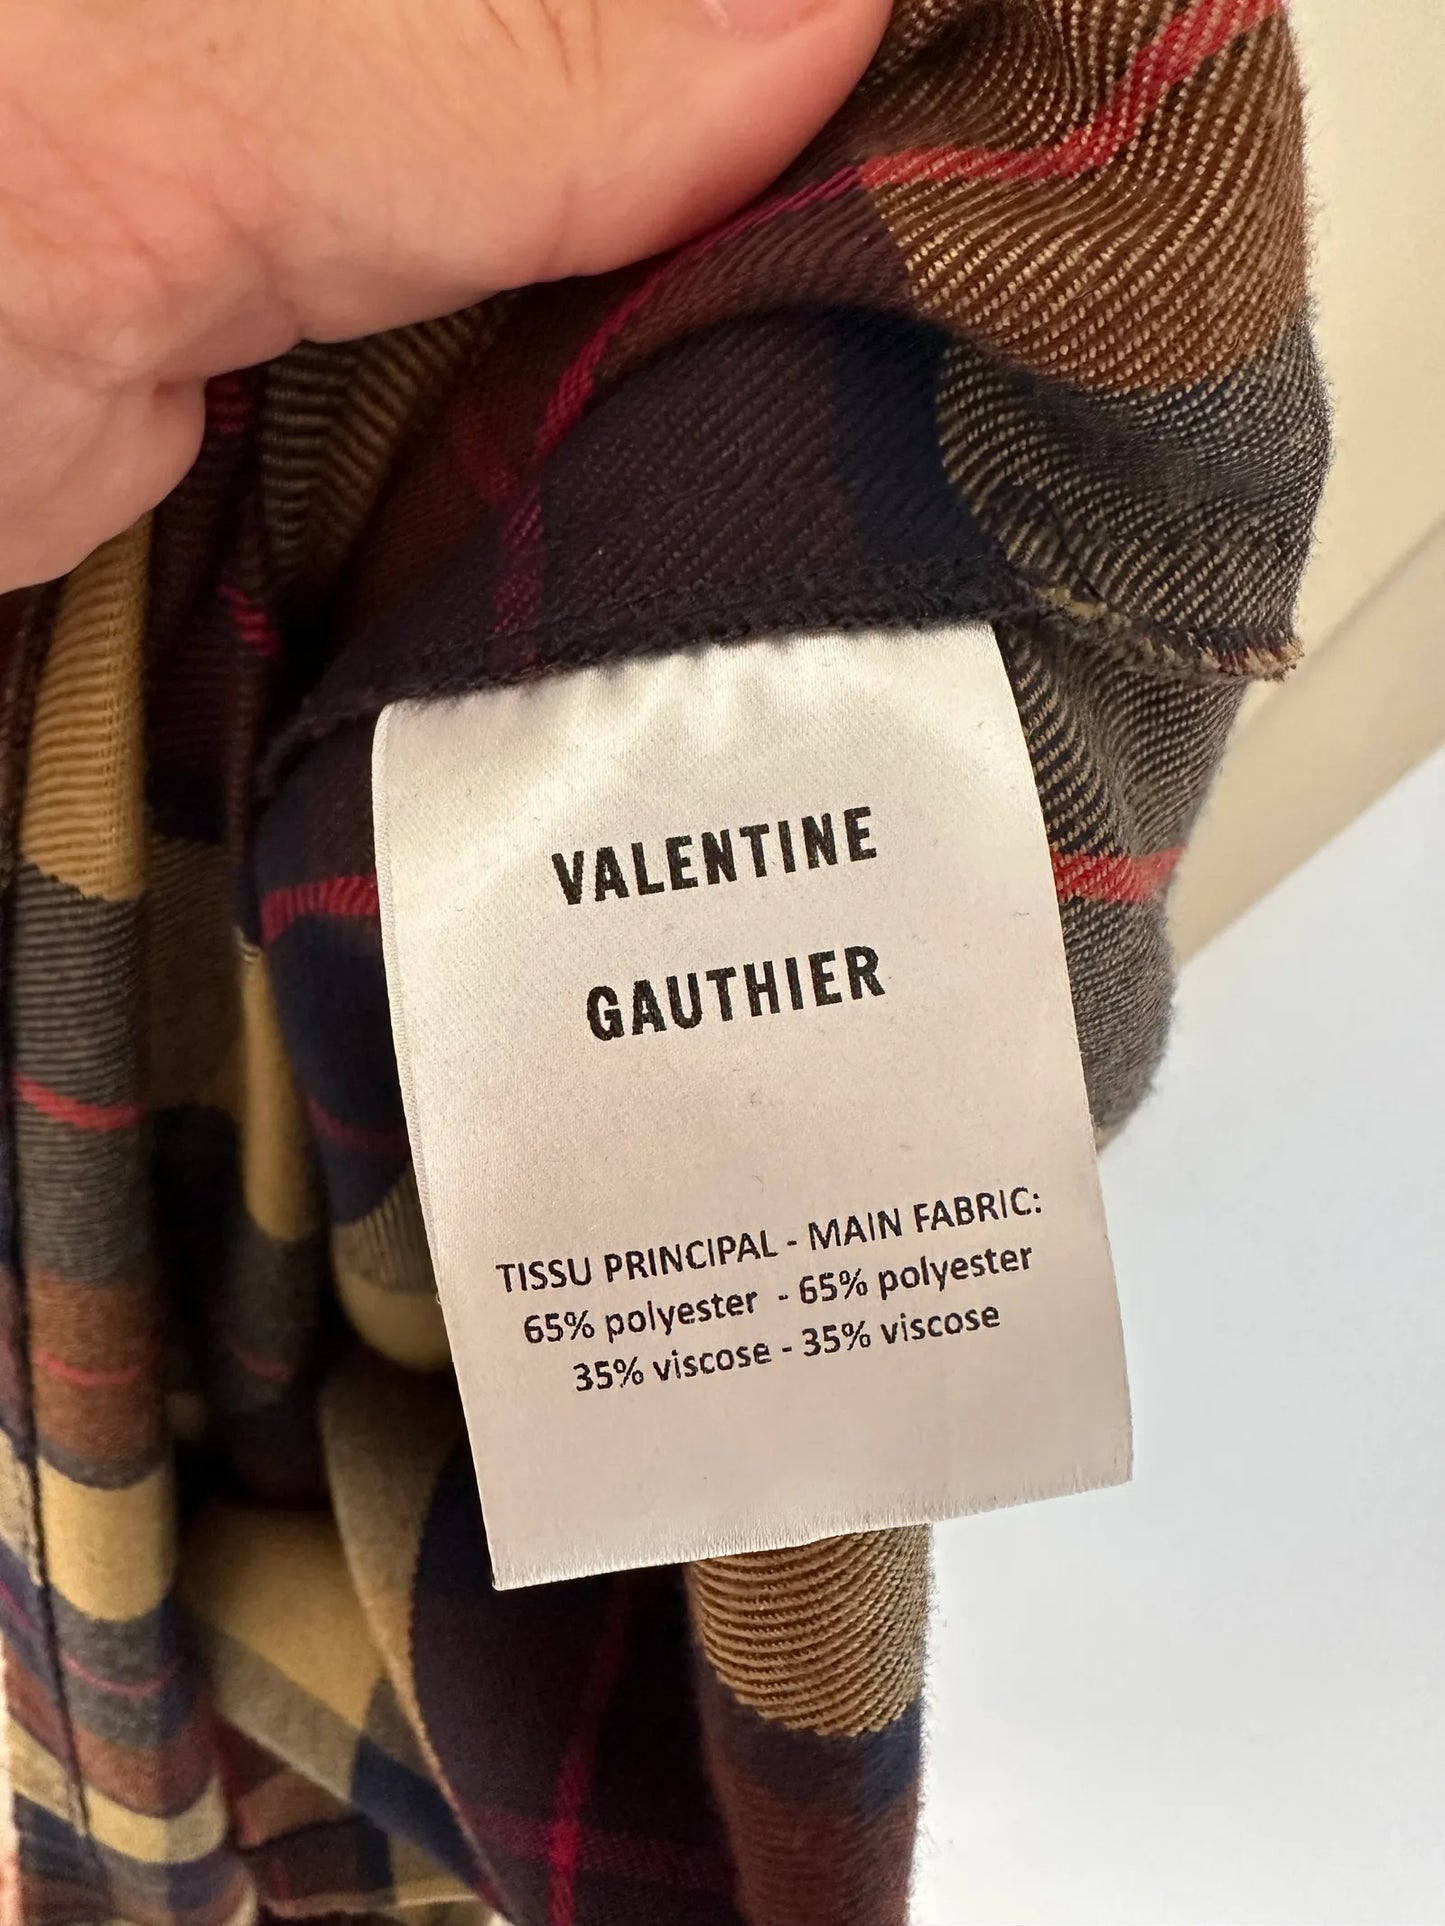 VALENTINE
GAUTHIER
TISSU PRINCIPAL - MAIN FABRIC:
65% polyester - 65% polyester
35% viscose - 35% viscose